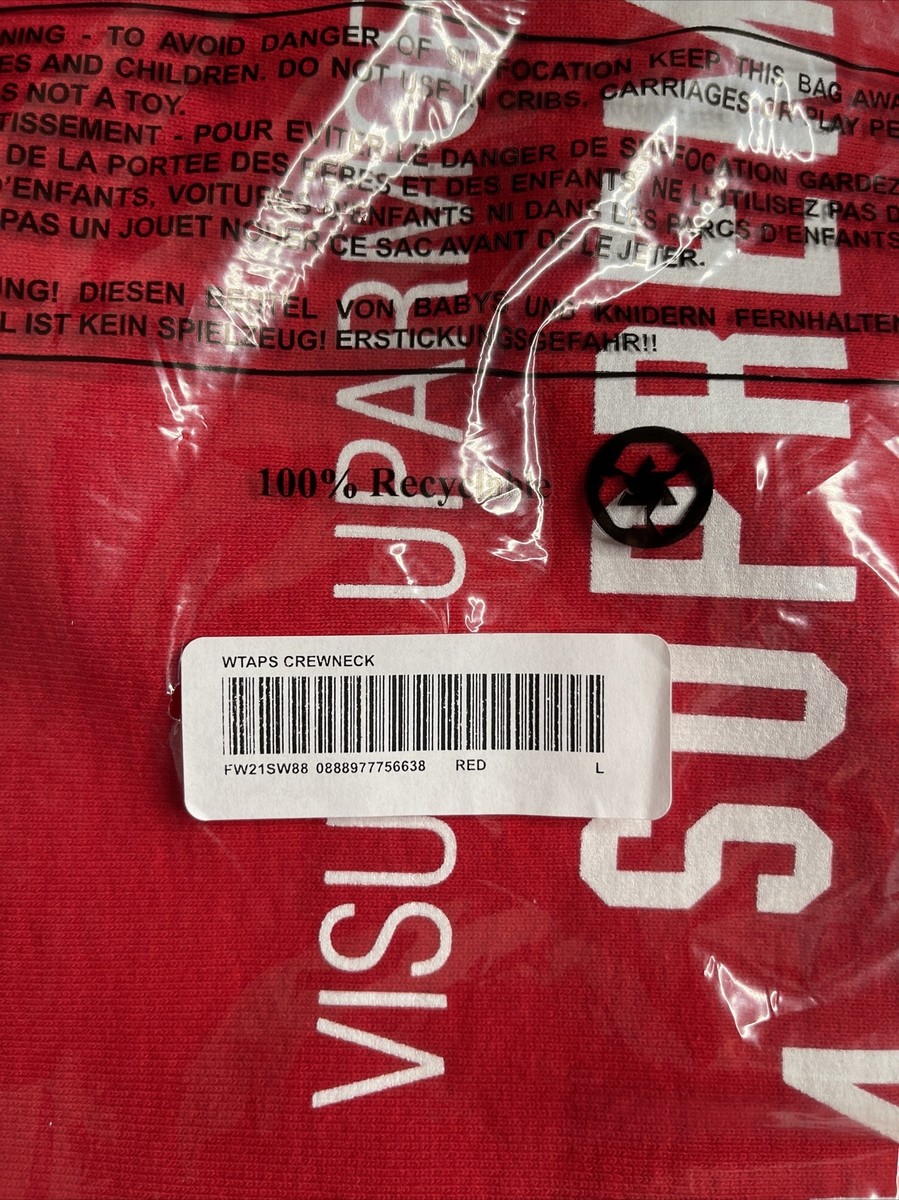 NING - TO AVOID DANGER OF SUFFOCATION KEEP THIS BAG AWA
ES AND CHILDREN. DO NOT USE IN CRIBS, CARRIAGES OR PLAY PE
S NOT A TOY.
TISSEMENT - POUR EVITER LE DANGER DE SUFFOCATION GARDEZ
DE LA PORTEE DES BEBES ET DES ENFANTS, NE L'UTILISEZ PAS D
'ENFANTS, VOITURES D'ENFANTS NI DANS LES PARCS D'ENFANTS
PAS UN JOUET NOUER CE SAC AVANT DE LE JETER.
UNG! DIESEN BEUTEL VON BABYS UND KNIDERN FERNHALTEN
L IST KEIN SPIELZEUG! ERSTICKUNGSGEFAHR!!
100% Recyclable
WTAPS CREWNECK
FW21SW88 0888977756638 RED L
VISU UPARM
SUPREM